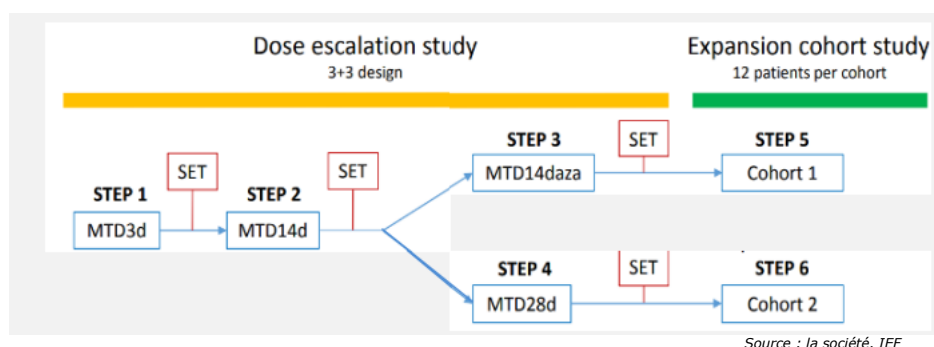 Dose escalation study
3+3 design
Expansion cohort study
12 patients per cohort
STEP 1
MTD3d
SET
STEP 2
MTD14d
SET
STEP 3
MTD14daza
SET
STEP 5
Cohort 1
STEP 4
MTD28d
SET
STEP 6
Cohort 2
Source : la société, IFF